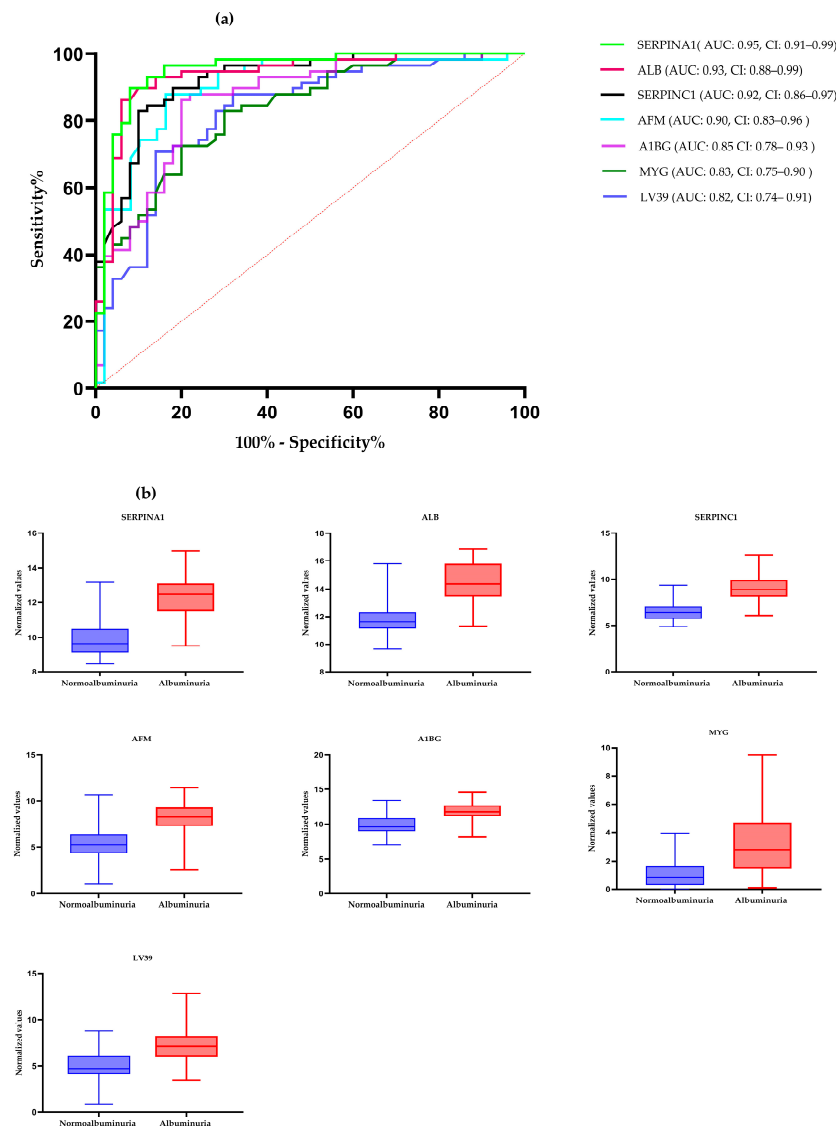 (a)
100
80
60
40
20
0
Sensitivity%
0 20 40 60 80 100
100% - Specificity%
SERPINA1( AUC: 0.95, CI: 0.91–0.99)
ALB (AUC: 0.93, CI: 0.88–0.99)
SERPINC1 (AUC: 0.92, CI: 0.86–0.97)
AFM (AUC: 0.90, CI: 0.83–0.96 )
A1BG (AUC: 0.85 CI: 0.78– 0.93 )
MYG (AUC: 0.83, CI: 0.75–0.90 )
LV39 (AUC: 0.82, CI: 0.74– 0.91)
(b)
SERPINA1
Normalized values
16
14
12
10
8
Normoalbuminuria Albuminuria
ALB
Normalized values
18
16
14
12
10
8
Normoalbuminuria Albuminuria
SERPINC1
Normalized values
15
10
5
0
Normoalbuminuria Albuminuria
AFM
Normalized values
15
10
5
0
Normoalbuminuria Albuminuria
A1BG
Normalized values
20
15
10
5
0
Normoalbuminuria Albuminuria
MYG
Normalized values
10
8
6
4
2
0
Normoalbuminuria Albuminuria
LV39
Normalized values
15
10
5
0
Normoalbuminuria Albuminuria